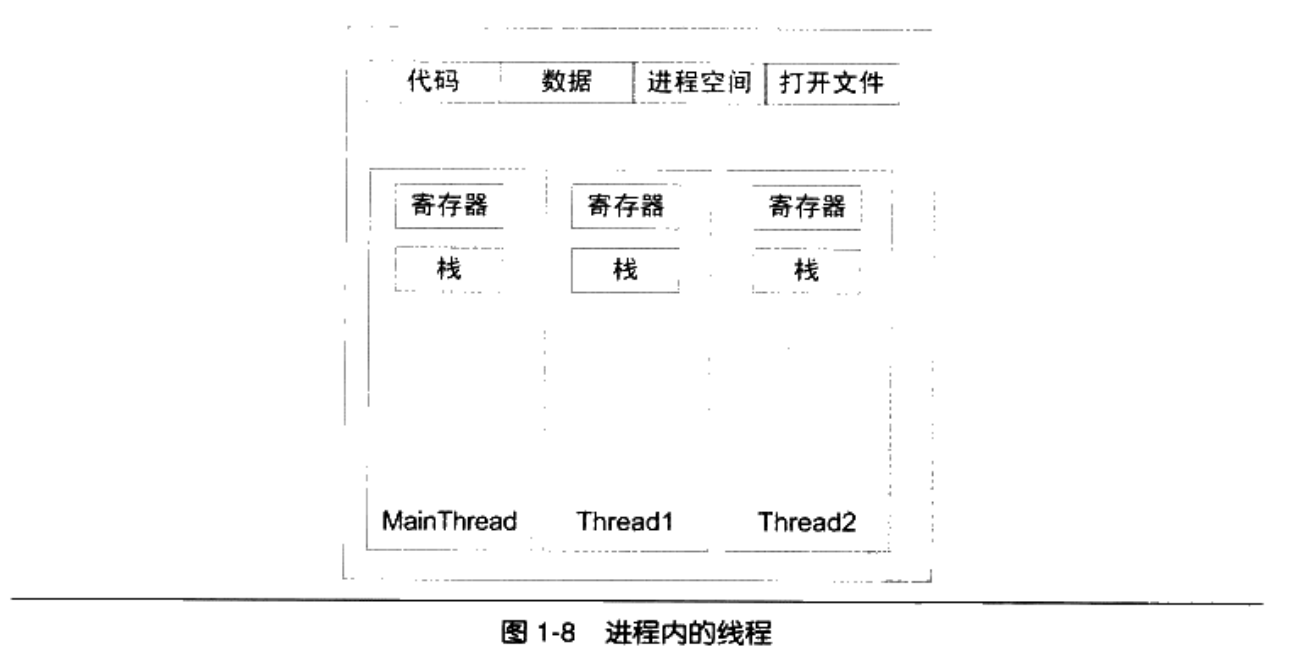 代码 数据 进程空间 打开文件
寄存器 寄存器 寄存器
栈 栈 栈
MainThread Thread1 Thread2
图 1-8 进程内的线程